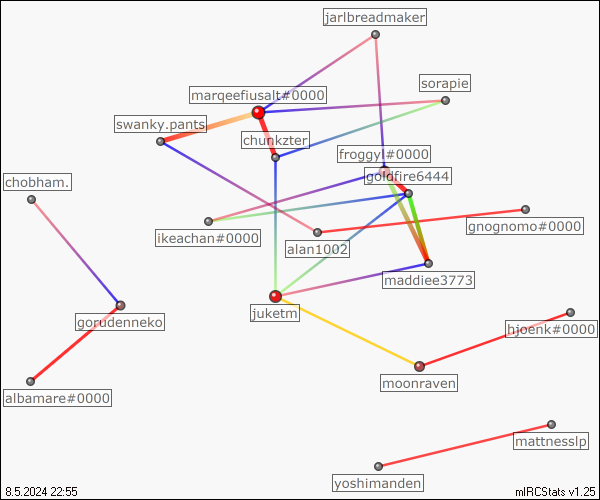 jarlbreadmaker
sorapie
marqeefiusalt#0000
swanky.pants
chunkzter
froggyl#0000
goldfire6444
chobham.
gnognomo#0000
ikeachan#0000
alan1002
maddiee3773
juketm
gorudenneko
hjoenk#0000
moonraven
albamare#0000
mattnesslp
yoshimanden
8.5.2024 22:55
mIRCStats v1.25